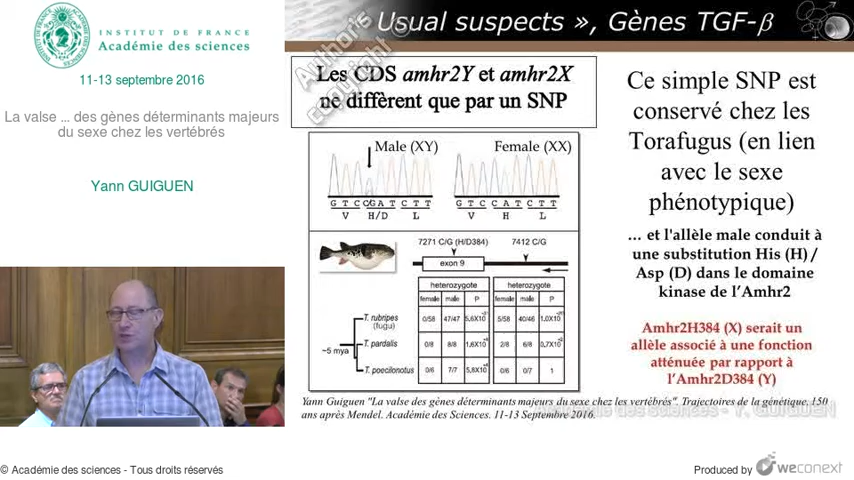 INSTITUT DE FRANCE
Académie des sciences
11-13 septembre 2016
La valse ... des gènes déterminants majeurs
du sexe chez les vertébrés
Yann GUIGUEN
Usual suspects », Gènes TGF-β
Authors
copyright
Les CDS amhr2Y et amhr2X
ne diffèrent que par un SNP
Male (XY)
Female (XX)
V H/D L
V H L
7271 C/G (H/D384)
7412 C/G
exon 9
heterozygote
heterozygote
female male P
female male P
T. rubripes
(fugu)
0/58 47/47
5/58 40/46
~5 mya
T. pardalis
0/8 8/8
2/8 6/8
T. poecilonotus
0/6 7/7
0/6 0/7 1
Ce simple SNP est
conservé chez les
Torafugus (en lien
avec le sexe
phénotypique)
... et l'allèle male conduit à
une substitution His (H) /
Asp (D) dans le domaine
kinase de l'Amhr2
Amhr2H384 (X) serait un
allèle associé à une fonction
atténuée par rapport à
l'Amhr2D384 (Y)
Yann Guiguen "La valse des gènes déterminants majeurs du sexe chez les vertébrés". Trajectoires de la génétique, 150
ans après Mendel. Académie des Sciences. 11-13 Septembre 2016.
Académie des sciences - Y. GUIGUEN
© Académie des sciences - Tous droits réservés
Produced by weconext